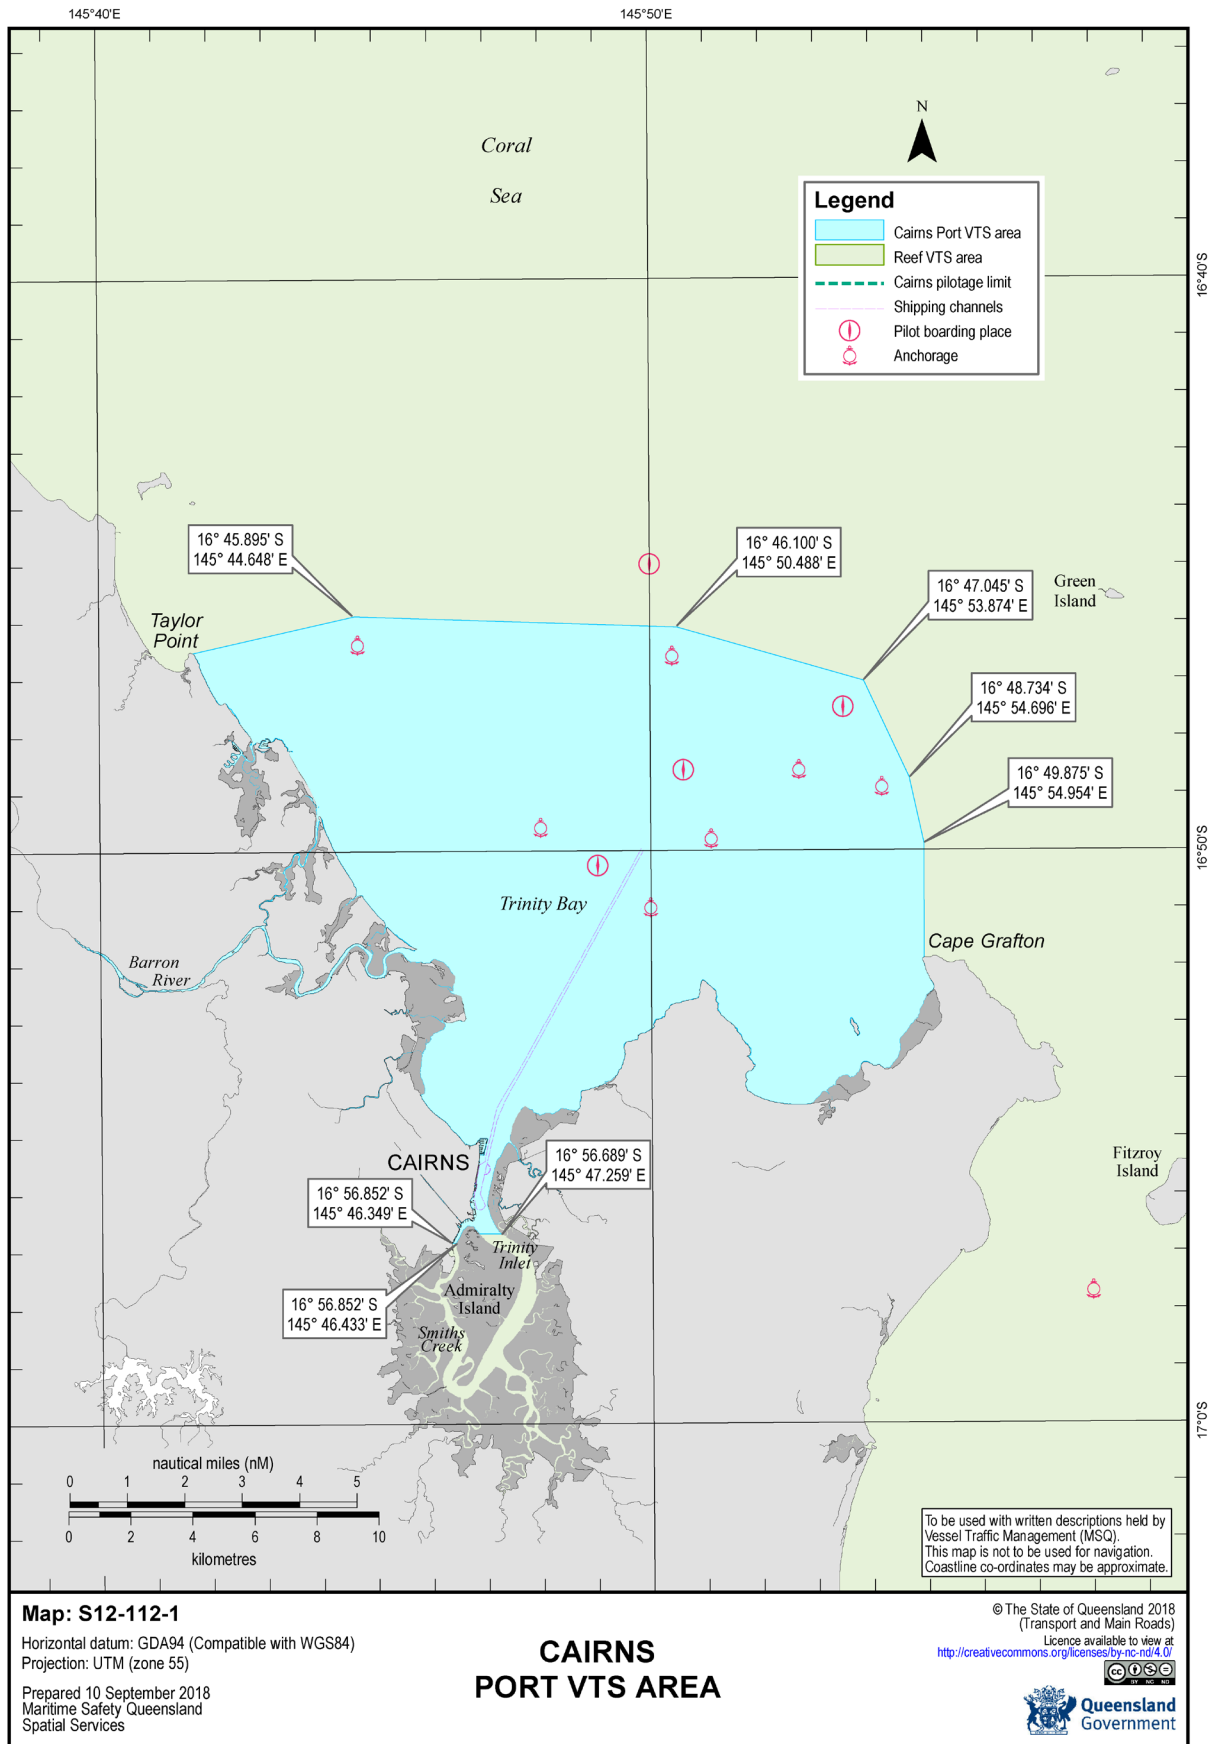 145°40'E
145°50'E
Coral
Sea
N
Legend
Cairns Port VTS area
Reef VTS area
Cairns pilotage limit
Shipping channels
Pilot boarding place
Anchorage
16°40'S
16° 45.895' S
145° 44.648' E
16° 46.100' S
145° 50.488' E
16° 47.045' S
145° 53.874' E
Green
Island
Taylor
Point
16° 48.734' S
145° 54.696' E
16° 49.875' S
145° 54.954' E
16°50'S
Trinity Bay
Cape Grafton
Barron
River
CAIRNS
16° 56.689' S
145° 47.259' E
Fitzroy
Island
16° 56.852' S
145° 46.349' E
Trinity
Inlet
Admiralty
Island
16° 56.852' S
145° 46.433' E
Smiths
Creek
17°0'S
nautical miles (nM)
0 1 2 3 4 5
0 2 4 6 8 10
kilometres
To be used with written descriptions held by
Vessel Traffic Management (MSQ).
This map is not to be used for navigation.
Coastline co-ordinates may be approximate.
Map: S12-112-1
Horizontal datum: GDA94 (Compatible with WGS84)
Projection: UTM (zone 55)
Prepared 10 September 2018
Maritime Safety Queensland
Spatial Services
CAIRNS
PORT VTS AREA
© The State of Queensland 2018
(Transport and Main Roads)
Licence available to view at
http://creativecommons.org/licenses/by-nc-nd/4.0/
cc
BY NC ND
Queensland
Government